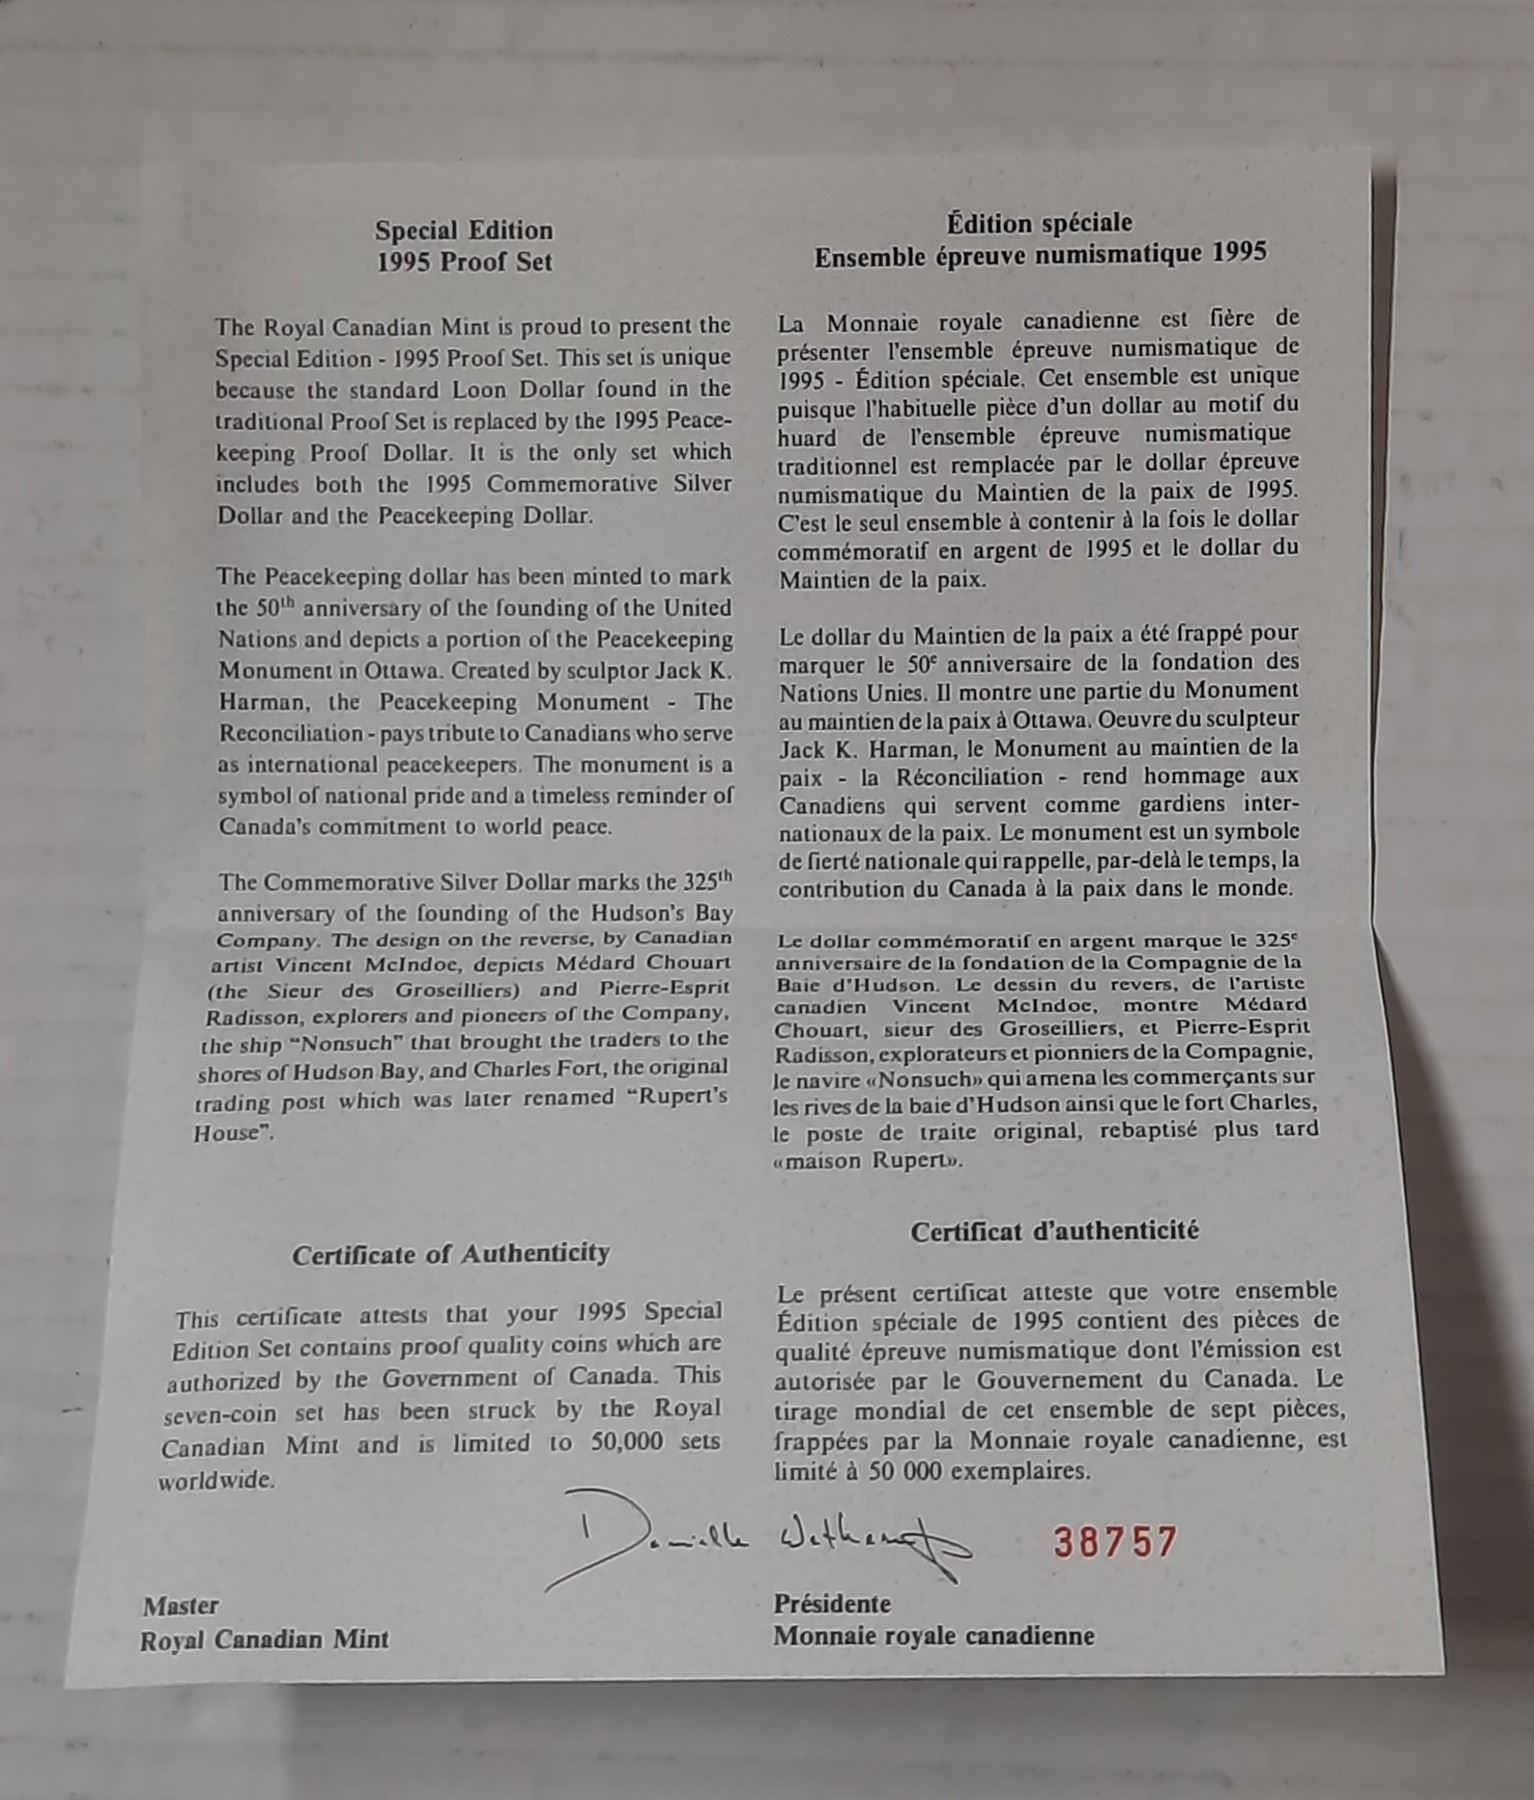 Special Edition
1995 Proof Set
The Royal Canadian Mint is proud to present the
Special Edition - 1995 Proof Set. This set is unique
because the standard Loon Dollar found in the
traditional Proof Set is replaced by the 1995 Peace-
keeping Proof Dollar. It is the only set which
includes both the 1995 Commemorative Silver
Dollar and the Peacekeeping Dollar.
The Peacekeeping dollar has been minted to mark
the 50th anniversary of the founding of the United
Nations and depicts a portion of the Peacekeeping
Monument in Ottawa. Created by sculptor Jack K.
Harman, the Peacekeeping Monument - The
Reconciliation - pays tribute to Canadians who serve
as international peacekeepers. The monument is a
symbol of national pride and a timeless reminder of
Canada's commitment to world peace.
The Commemorative Silver Dollar marks the 325th
anniversary of the founding of the Hudson's Bay
Company. The design on the reverse, by Canadian
artist Vincent McIndoe, depicts Médard Chouart
(the Sieur des Groseilliers) and Pierre-Esprit
Radisson, explorers and pioneers of the Company,
the ship "Nonsuch" that brought the traders to the
shores of Hudson Bay, and Charles Fort, the original
trading post which was later renamed "Rupert's
House".
Certificate of Authenticity
This certificate attests that your 1995 Special
Edition Set contains proof quality coins which are
authorized by the Government of Canada. This
seven-coin set has been struck by the Royal
Canadian Mint and is limited to 50,000 sets
worldwide.
Édition spéciale
Ensemble épreuve numismatique 1995
La Monnaie royale canadienne est fière de
présenter l'ensemble épreuve numismatique de
1995 - Édition spéciale. Cet ensemble est unique
puisque l'habituelle pièce d'un dollar au motif du
huard de l'ensemble épreuve numismatique
traditionnel est remplacée par le dollar épreuve
numismatique du Maintien de la paix de 1995.
C'est le seul ensemble à contenir à la fois le dollar
commémoratif en argent de 1995 et le dollar du
Maintien de la paix.
Le dollar du Maintien de la paix a été frappé pour
marquer le 50e anniversaire de la fondation des
Nations Unies. Il montre une partie du Monument
au maintien de la paix à Ottawa. Oeuvre du sculpteur
Jack K. Harman, le Monument au maintien de la
paix - la Réconciliation - rend hommage aux
Canadiens qui servent comme gardiens inter-
nationaux de la paix. Le monument est un symbole
de fierté nationale qui rappelle, par-delà le temps, la
contribution du Canada à la paix dans le monde.
Le dollar commémoratif en argent marque le 325e
anniversaire de la fondation de la Compagnie de la
Baie d'Hudson. Le dessin du revers, de l'artiste
canadien Vincent McIndoe, montre Médard
Chouart, sieur des Groseilliers, et Pierre-Esprit
Radisson, explorateurs et pionniers de la Compagnie,
le navire «Nonsuch» qui amena les commerçants sur
les rives de la baie d'Hudson ainsi que le fort Charles,
le poste de traite original, rebaptisé plus tard
«maison Rupert».
Certificat d'authenticité
Le présent certificat atteste que votre ensemble
Édition spéciale de 1995 contient des pièces de
qualité épreuve numismatique dont l'émission est
autorisée par le Gouvernement du Canada. Le
tirage mondial de cet ensemble de sept pièces,
frappées par la Monnaie royale canadienne, est
limité à 50 000 exemplaires.
Danielle
38757
Master
Royal Canadian Mint
Présidente
Monnaie royale canadienne